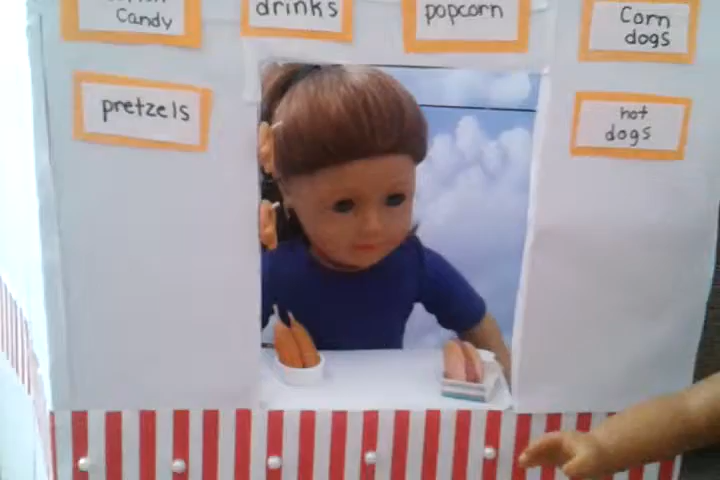 Candy
drinks
popcorn
Corn
dogs
pretzels
hot
dogs